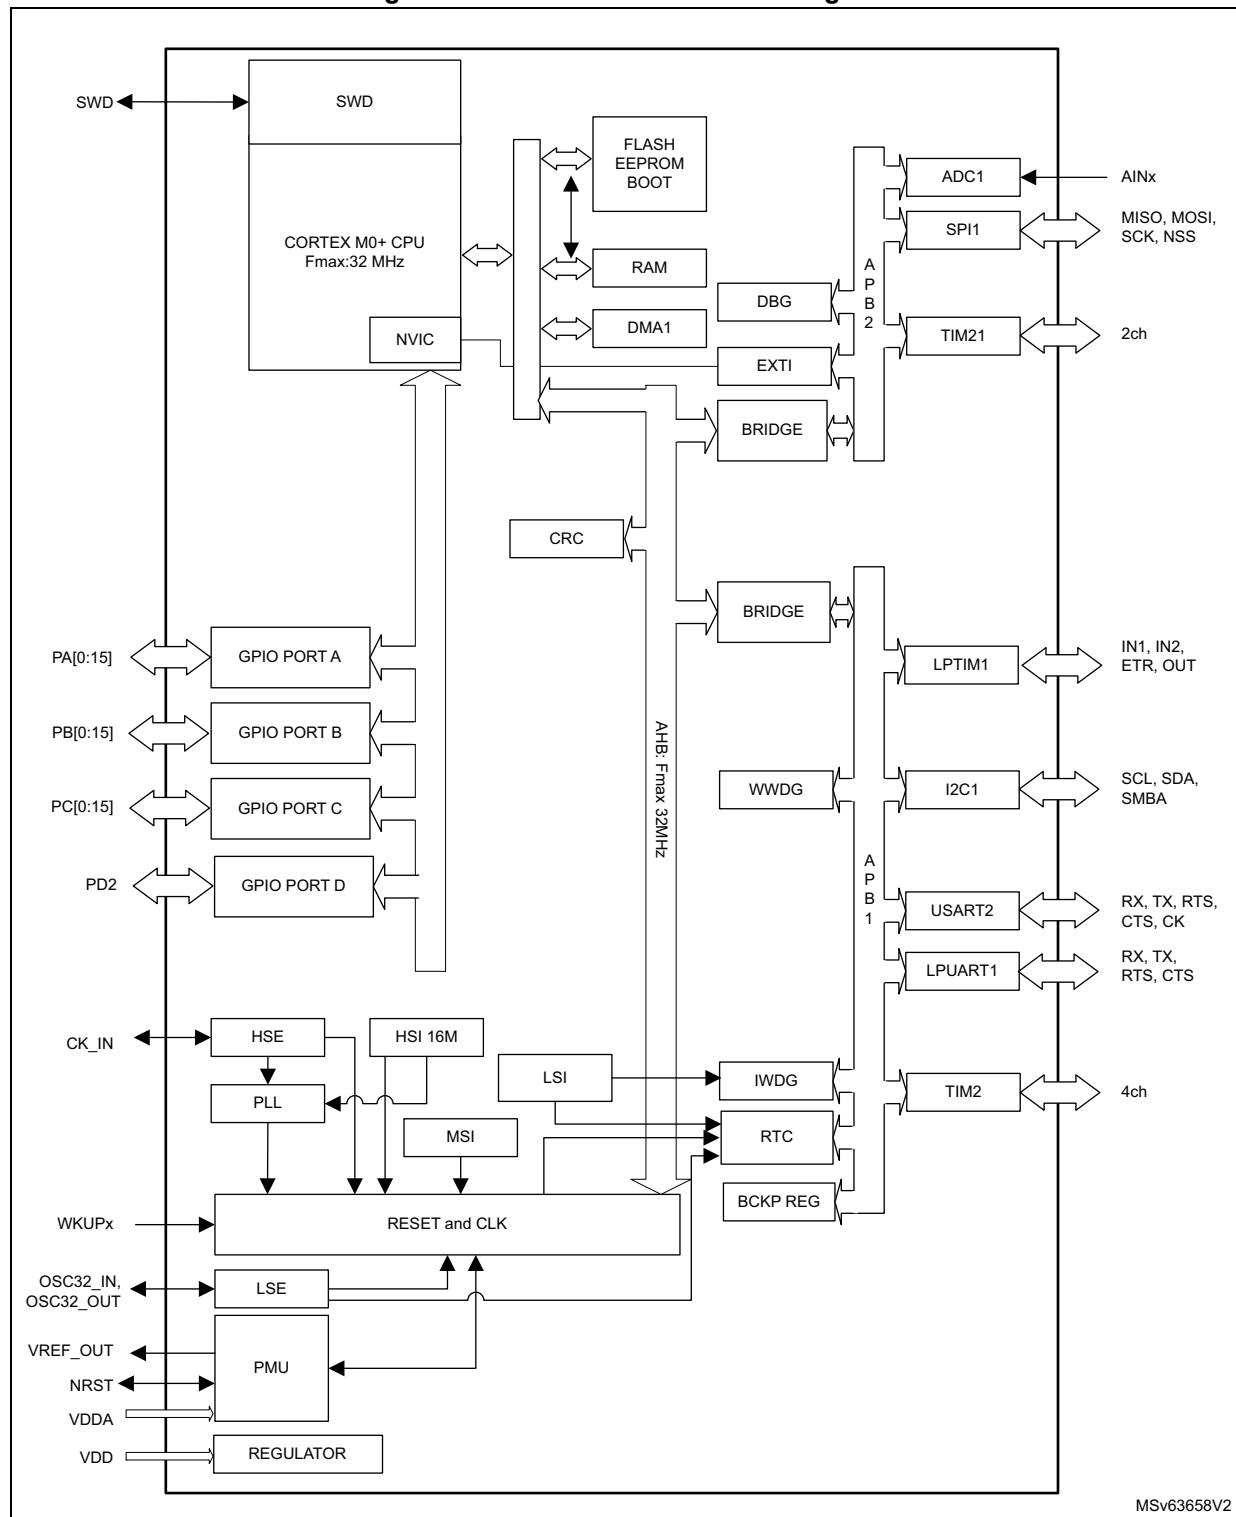 SWD
SWD
FLASH
EEPROM
BOOT
ADC1
AINx
SPI1
MISO, MOSI,
SCK, NSS
CORTEX M0+ CPU
Fmax:32 MHz
RAM
A
P
B
2
DBG
DMA1
NVIC
TIM21
2ch
EXTI
BRIDGE
CRC
BRIDGE
PA[0:15]
GPIO PORT A
LPTIM1
IN1, IN2,
ETR, OUT
PB[0:15]
GPIO PORT B
AHB: Fmax 32MHz
PC[0:15]
GPIO PORT C
WWDG
I2C1
SCL, SDA,
SMBA
PD2
GPIO PORT D
A
P
B
1
USART2
RX, TX, RTS,
CTS, CK
LPUART1
RX, TX,
RTS, CTS
CK_IN
HSE
HSI 16M
LSI
IWDG
TIM2
4ch
PLL
MSI
RTC
BCKP REG
WKUPx
RESET and CLK
OSC32_IN,
OSC32_OUT
LSE
VREF_OUT
PMU
NRST
VDDA
VDD
REGULATOR
MSv63658V2